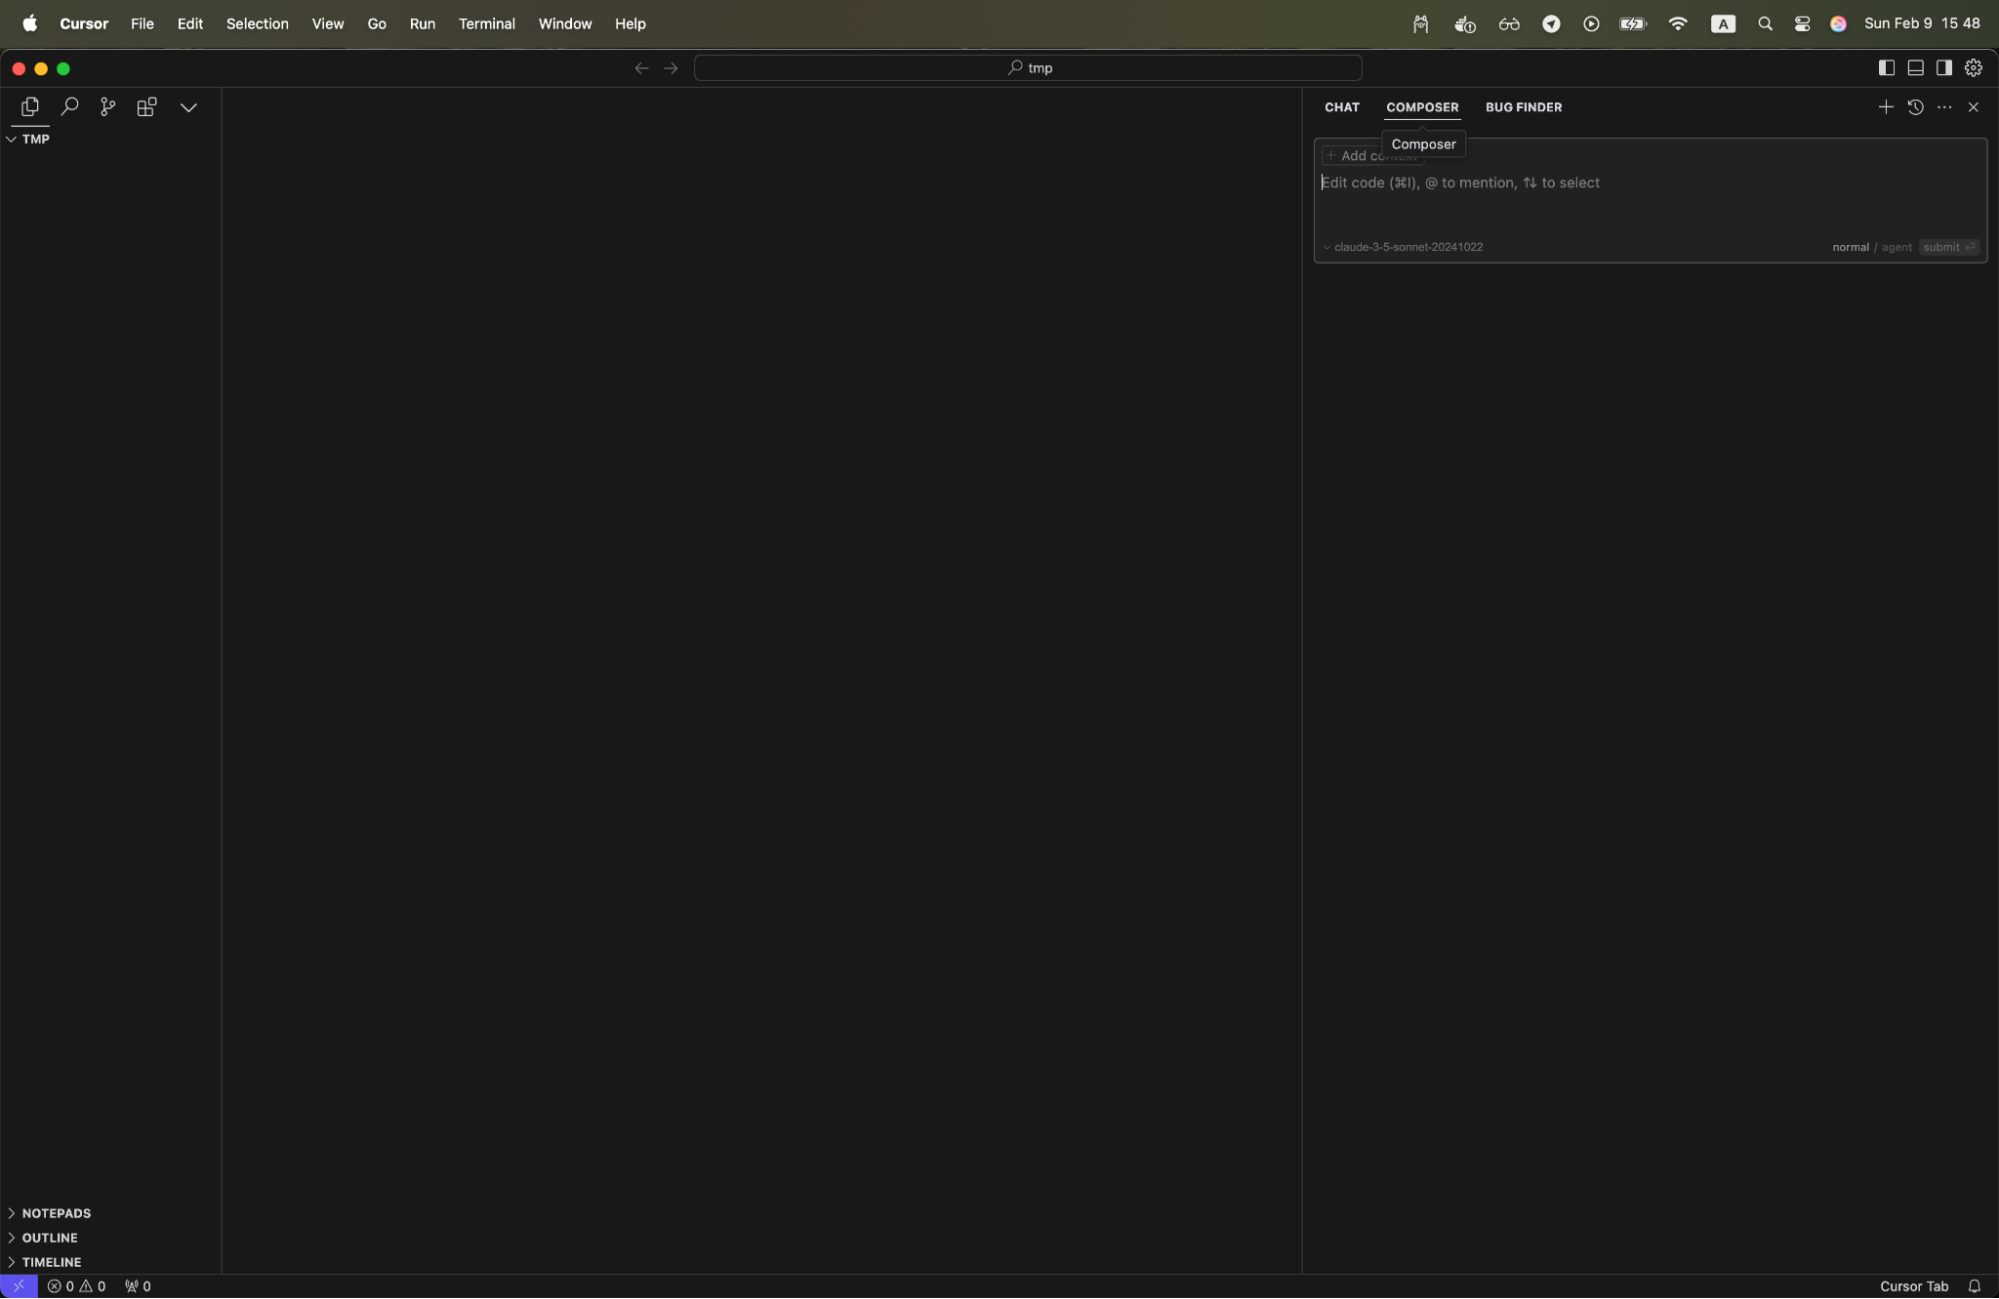 Cursor File Edit Selection View Go Run Terminal Window Help A Sun Feb 9 15 48
tmp
CHAT COMPOSER BUG FINDER
TMP
Composer
Add context
Edit code (⌘I), @ to mention, ⇅ to select
claude-3-5-sonnet-20241022 normal / agent submit ⏎
NOTEPADS
OUTLINE
TIMELINE
0 0 0 Cursor Tab